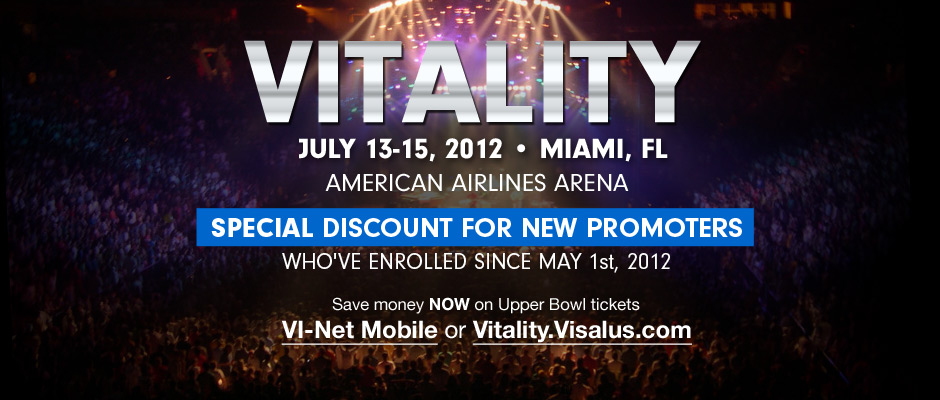 VITALITY
JULY 13-15, 2012 • MIAMI, FL
AMERICAN AIRLINES ARENA
SPECIAL DISCOUNT FOR NEW PROMOTERS
WHO'VE ENROLLED SINCE MAY 1st, 2012
Save money NOW on Upper Bowl tickets
VI-Net Mobile or Vitality.Visalus.com